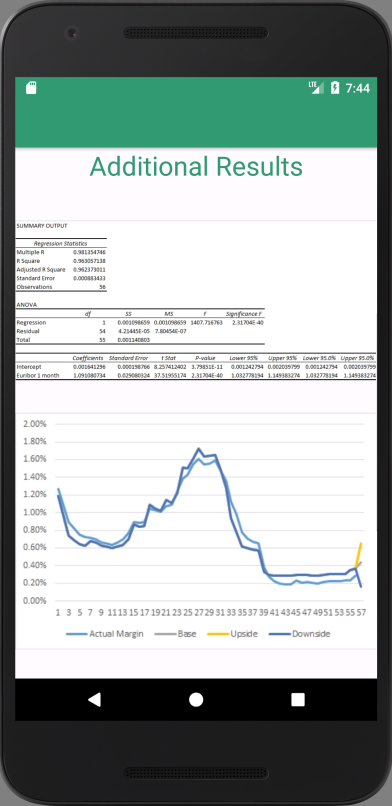 LTE 7:44
Additional Results
SUMMARY OUTPUT
Regression Statistics
Multiple R 0.981354746
R Square 0.963057138
Adjusted R Square 0.962373011
Standard Error 0.000883433
Observations 56
ANOVA
df SS MS F Significance F
Regression 1 0.001098659 0.001098659 1407.716763 2.31704E-40
Residual 54 4.21445E-05 7.80454E-07
Total 55 0.001140803
Coefficients Standard Error t Stat P-value Lower 95% Upper 95% Lower 95.0% Upper 95.0%
Intercept 0.001641296 0.000198766 8.257412402 3.79851E-11 0.001242794 0.002039799 0.001242794 0.002039799
Euribor 1 month 1.091080734 0.029080324 37.51955174 2.31704E-40 1.032778194 1.149383274 1.032778194 1.149383274
2.00%
1.80%
1.60%
1.40%
1.20%
1.00%
0.80%
0.60%
0.40%
0.20%
0.00%
1 3 5 7 9 11 13 15 17 19 21 23 25 27 29 31 33 35 37 39 41 43 45 47 49 51 53 55 57
Actual Margin Base Upside Downside